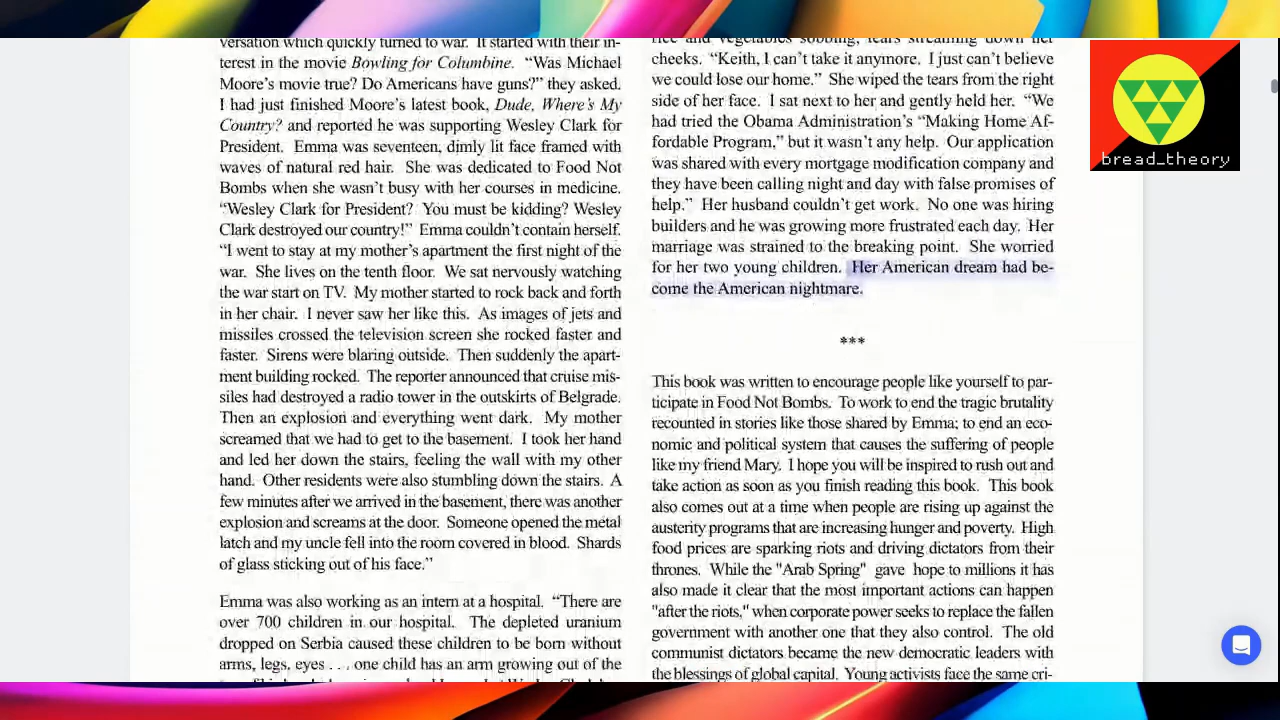 versation which quickly turned to war. It started with their in-
terest in the movie Bowling for Columbine. “Was Michael
Moore’s movie true? Do Americans have guns?” they asked.
I had just finished Moore’s latest book, Dude, Where’s My
Country? and reported he was supporting Wesley Clark for
President. Emma was seventeen, dimly lit face framed with
waves of natural red hair. She was dedicated to Food Not
Bombs when she wasn’t busy with her courses in medicine.
“Wesley Clark for President? You must be kidding? Wesley
Clark destroyed our country!” Emma couldn’t contain herself.
“I went to stay at my mother’s apartment the first night of the
war. She lives on the tenth floor. We sat nervously watching
the war start on TV. My mother started to rock back and forth
in her chair. I never saw her like this. As images of jets and
missiles crossed the television screen she rocked faster and
faster. Sirens were blaring outside. Then suddenly the apart-
ment building rocked. The reporter announced that cruise mis-
siles had destroyed a radio tower in the outskirts of Belgrade.
Then an explosion and everything went dark. My mother
screamed that we had to get to the basement. I took her hand
and led her down the stairs, feeling the wall with my other
hand. Other residents were also stumbling down the stairs. A
few minutes after we arrived in the basement, there was another
explosion and screams at the door. Someone opened the metal
latch and my uncle fell into the room covered in blood. Shards
of glass sticking out of his face.”
Emma was also working as an intern at a hospital. “There are
over 700 children in our hospital. The depleted uranium
dropped on Serbia caused these children to be born without
arms, legs, eyes . . . one child has an arm growing out of the
rice and vegetables sobbing, tears streaming down her
cheeks. “Keith, I can’t take it anymore. I just can’t believe
we could lose our home.” She wiped the tears from the right
side of her face. I sat next to her and gently held her. “We
had tried the Obama Administration’s “Making Home Af-
fordable Program,” but it wasn’t any help. Our application
was shared with every mortgage modification company and
they have been calling night and day with false promises of
help.” Her husband couldn’t get work. No one was hiring
builders and he was growing more frustrated each day. Her
marriage was strained to the breaking point. She worried
for her two young children. Her American dream had be-
come the American nightmare.
***
This book was written to encourage people like yourself to par-
ticipate in Food Not Bombs. To work to end the tragic brutality
recounted in stories like those shared by Emma; to end an eco-
nomic and political system that causes the suffering of people
like my friend Mary. I hope you will be inspired to rush out and
take action as soon as you finish reading this book. This book
also comes out at a time when people are rising up against the
austerity programs that are increasing hunger and poverty. High
food prices are sparking riots and driving dictators from their
thrones. While the "Arab Spring" gave hope to millions it has
also made it clear that the most important actions can happen
"after the riots," when corporate power seeks to replace the fallen
government with another one that they also control. The old
communist dictators became the new democratic leaders with
the blessings of global capital. Young activists face the same cri-
bread_theory